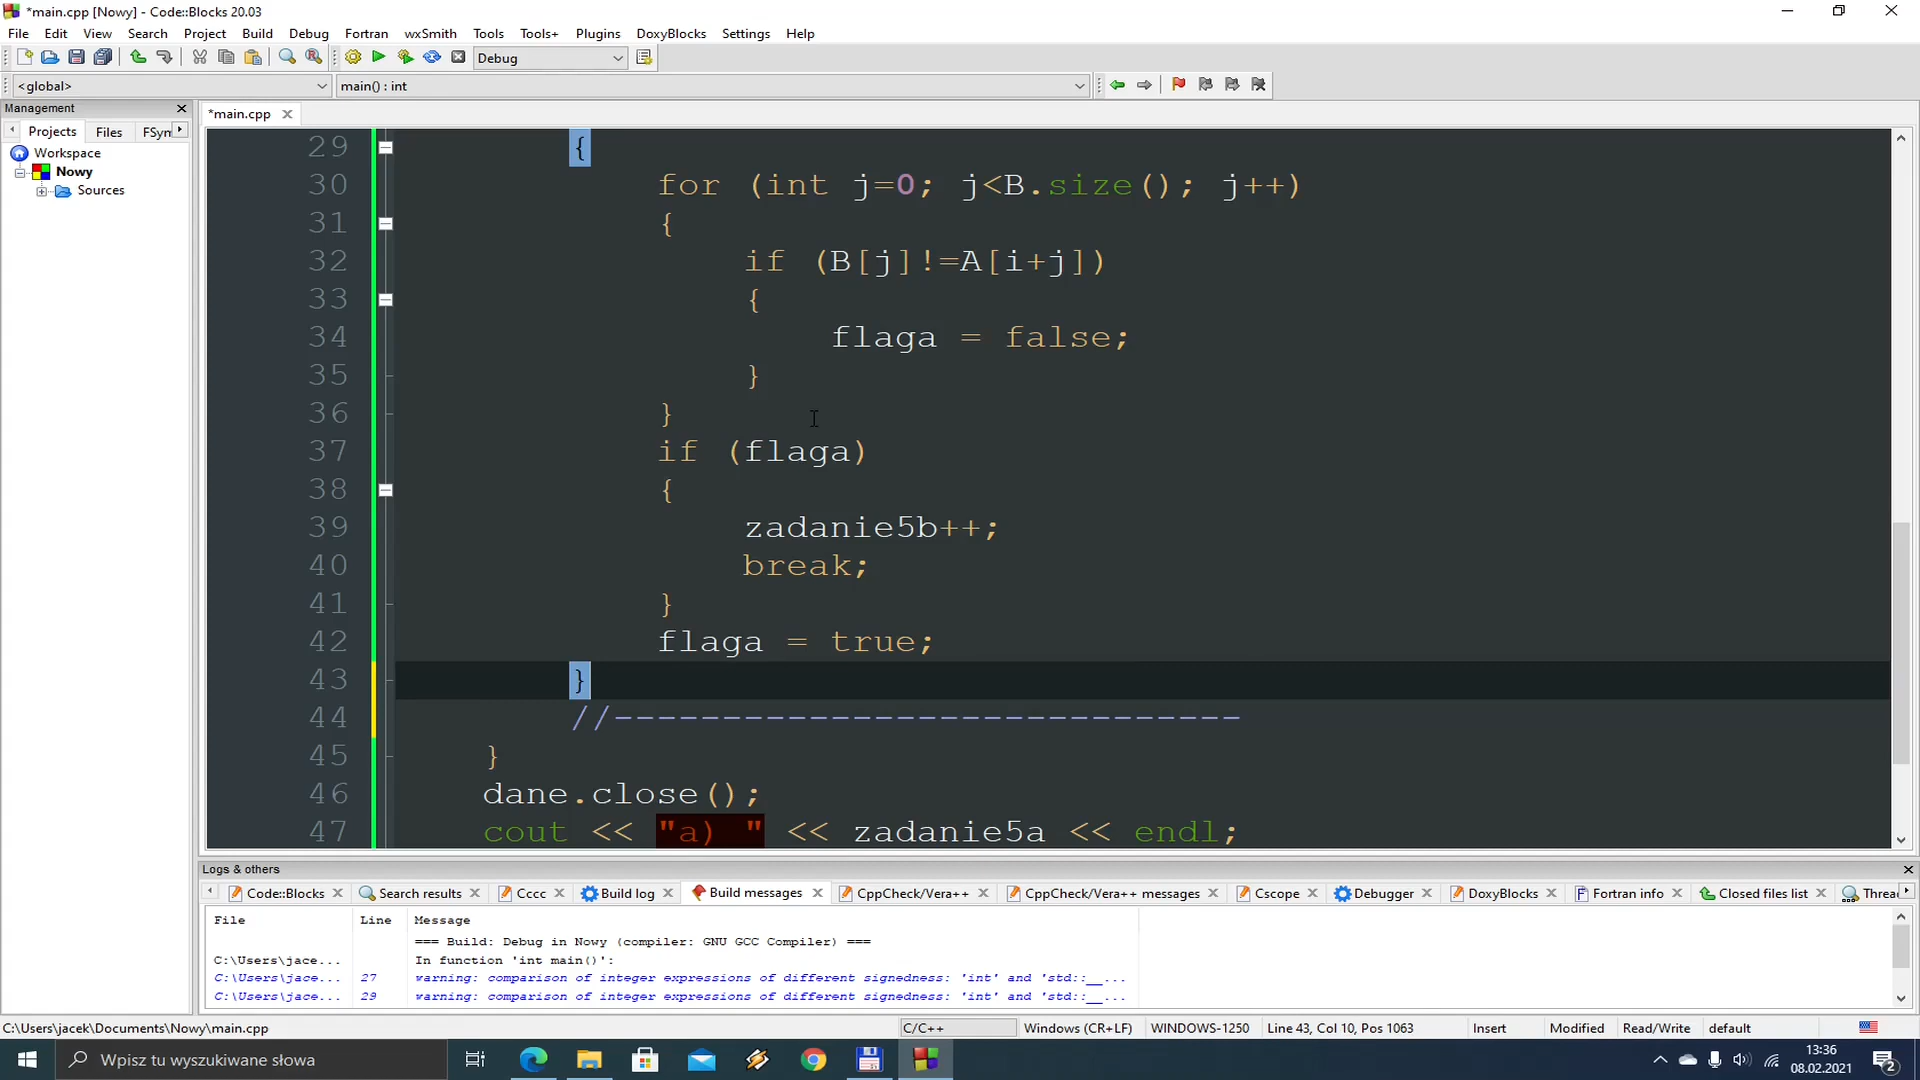 *main.cpp [Nowy] - Code::Blocks 20.03
File Edit View Search Project Build Debug Fortran wxSmith Tools Tools+ Plugins DoxyBlocks Settings Help
Debug
<global> main() : int
Management
*main.cpp
Projects Files FSyn
Workspace
Nowy
Sources
29 {
30 for (int j=0; j<B.size(); j++)
31 {
32 if (B[j]!=A[i+j])
33 {
34 flaga = false;
35 }
36 }
37 if (flaga)
38 {
39 zadanie5b++;
40 break;
41 }
42 flaga = true;
43 }
44 //-----------------------------
45 }
46 dane.close();
47 cout << "a) " << zadanie5a << endl;
Logs & others
Code::Blocks Search results Cccc Build log Build messages CppCheck/Vera++ CppCheck/Vera++ messages Cscope Debugger DoxyBlocks Fortran info Closed files list Threa
File Line Message
=== Build: Debug in Nowy (compiler: GNU GCC Compiler) ===
C:\Users\jace... In function 'int main()':
C:\Users\jace... 27 warning: comparison of integer expressions of different signedness: 'int' and 'std::__...
C:\Users\jace... 29 warning: comparison of integer expressions of different signedness: 'int' and 'std::__...
C:\Users\jacek\Documents\Nowy\main.cpp C/C++ Windows (CR+LF) WINDOWS-1250 Line 43, Col 10, Pos 1063 Insert Modified Read/Write default
Wpisz tu wyszukiwane słowa
13:36
08.02.2021
2